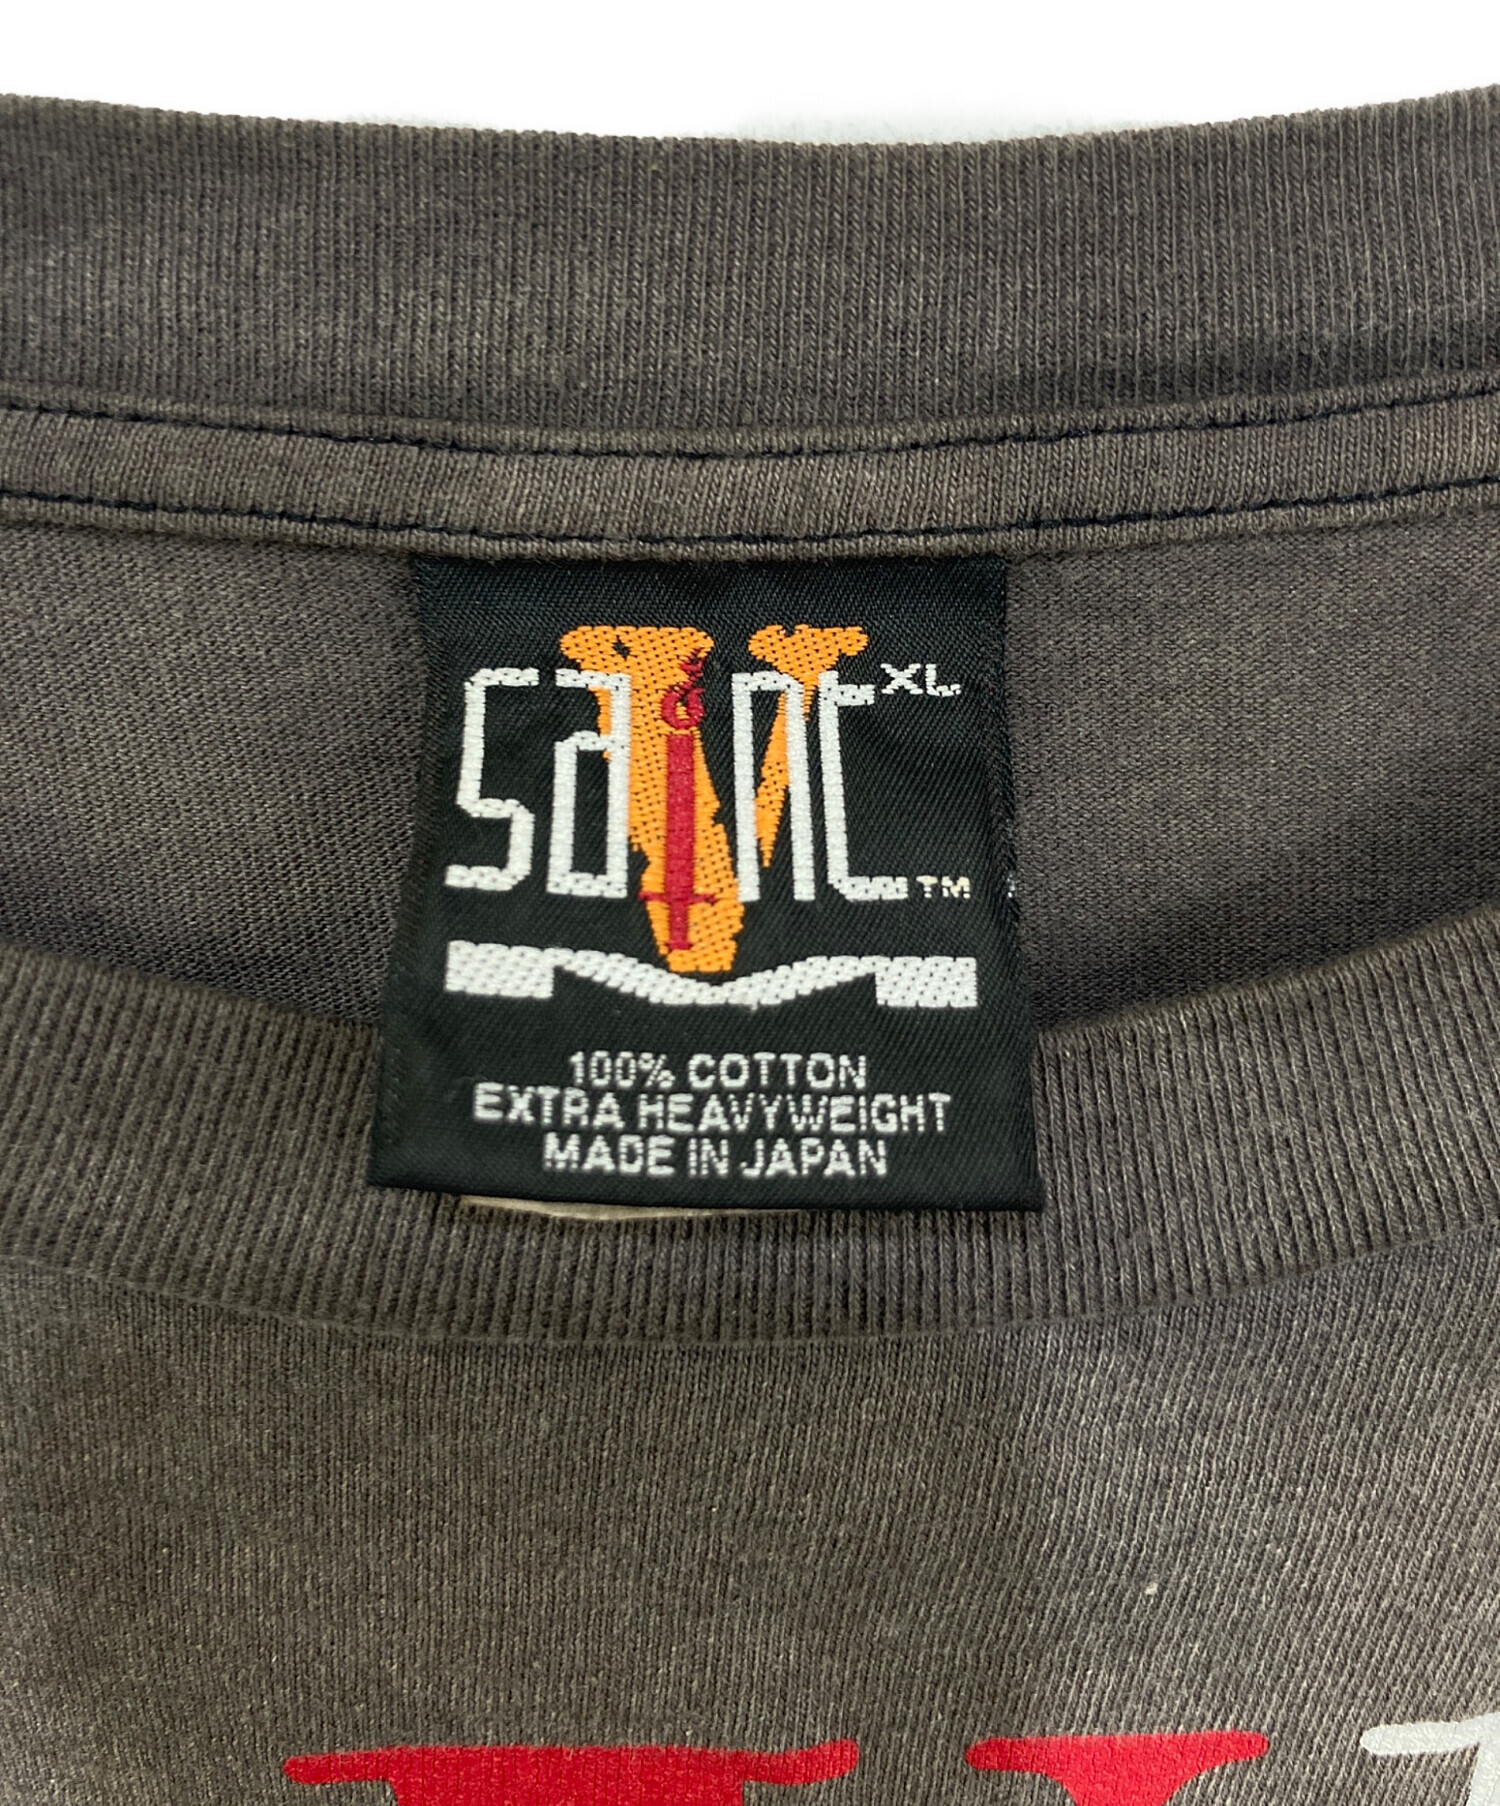 SAINT XL
TM
100% COTTON
EXTRA HEAVYWEIGHT
MADE IN JAPAN